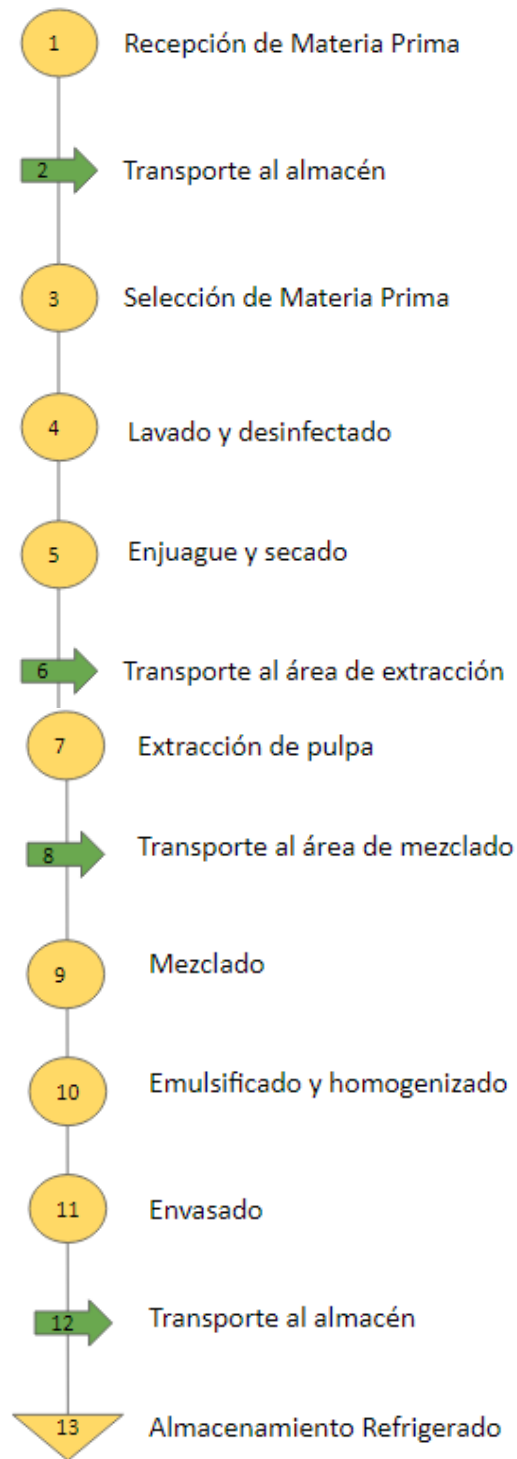 1 Recepción de Materia Prima
2 Transporte al almacén
3 Selección de Materia Prima
4 Lavado y desinfectado
5 Enjuague y secado
6 Transporte al área de extracción
7 Extracción de pulpa
8 Transporte al área de mezclado
9 Mezclado
10 Emulsificado y homogenizado
11 Envasado
12 Transporte al almacén
13 Almacenamiento Refrigerado